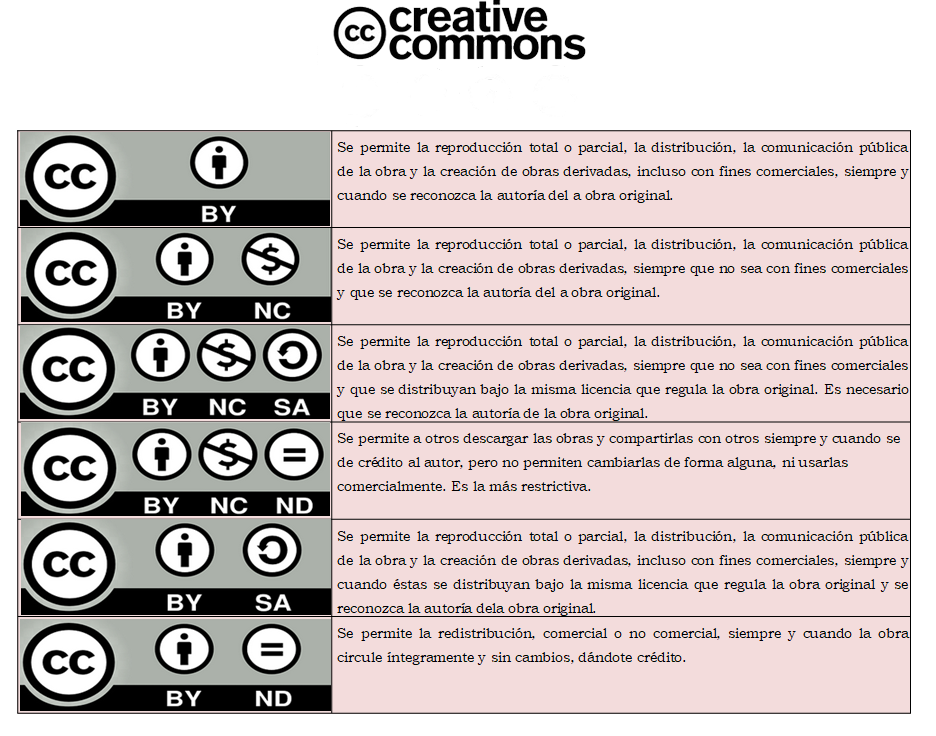 cc creative
commons
cc
BY
Se permite la reproducción total o parcial, la distribución, la comunicación pública
de la obra y la creación de obras derivadas, incluso con fines comerciales, siempre y
cuando se reconozca la autoría del a obra original.
cc $
BY NC
Se permite la reproducción total o parcial, la distribución, la comunicación pública
de la obra y la creación de obras derivadas, siempre que no sea con fines comerciales
y que se reconozca la autoría del a obra original.
cc $
BY NC SA
Se permite la reproducción total o parcial, la distribución, la comunicación pública
de la obra y la creación de obras derivadas, siempre que no sea con fines comerciales
y que se distribuyan bajo la misma licencia que regula la obra original. Es necesario
que se reconozca la autoría de la obra original.
cc $ =
BY NC ND
Se permite a otros descargar las obras y compartirlas con otros siempre y cuando se
de crédito al autor, pero no permiten cambiarlas de forma alguna, ni usarlas
comercialmente. Es la más restrictiva.
cc
BY SA
Se permite la reproducción total o parcial, la distribución, la comunicación pública
de la obra y la creación de obras derivadas, incluso con fines comerciales, siempre y
cuando éstas se distribuyan bajo la misma licencia que regula la obra original y se
reconozca la autoría dela obra original.
cc =
BY ND
Se permite la redistribución, comercial o no comercial, siempre y cuando la obra
circule íntegramente y sin cambios, dándote crédito.